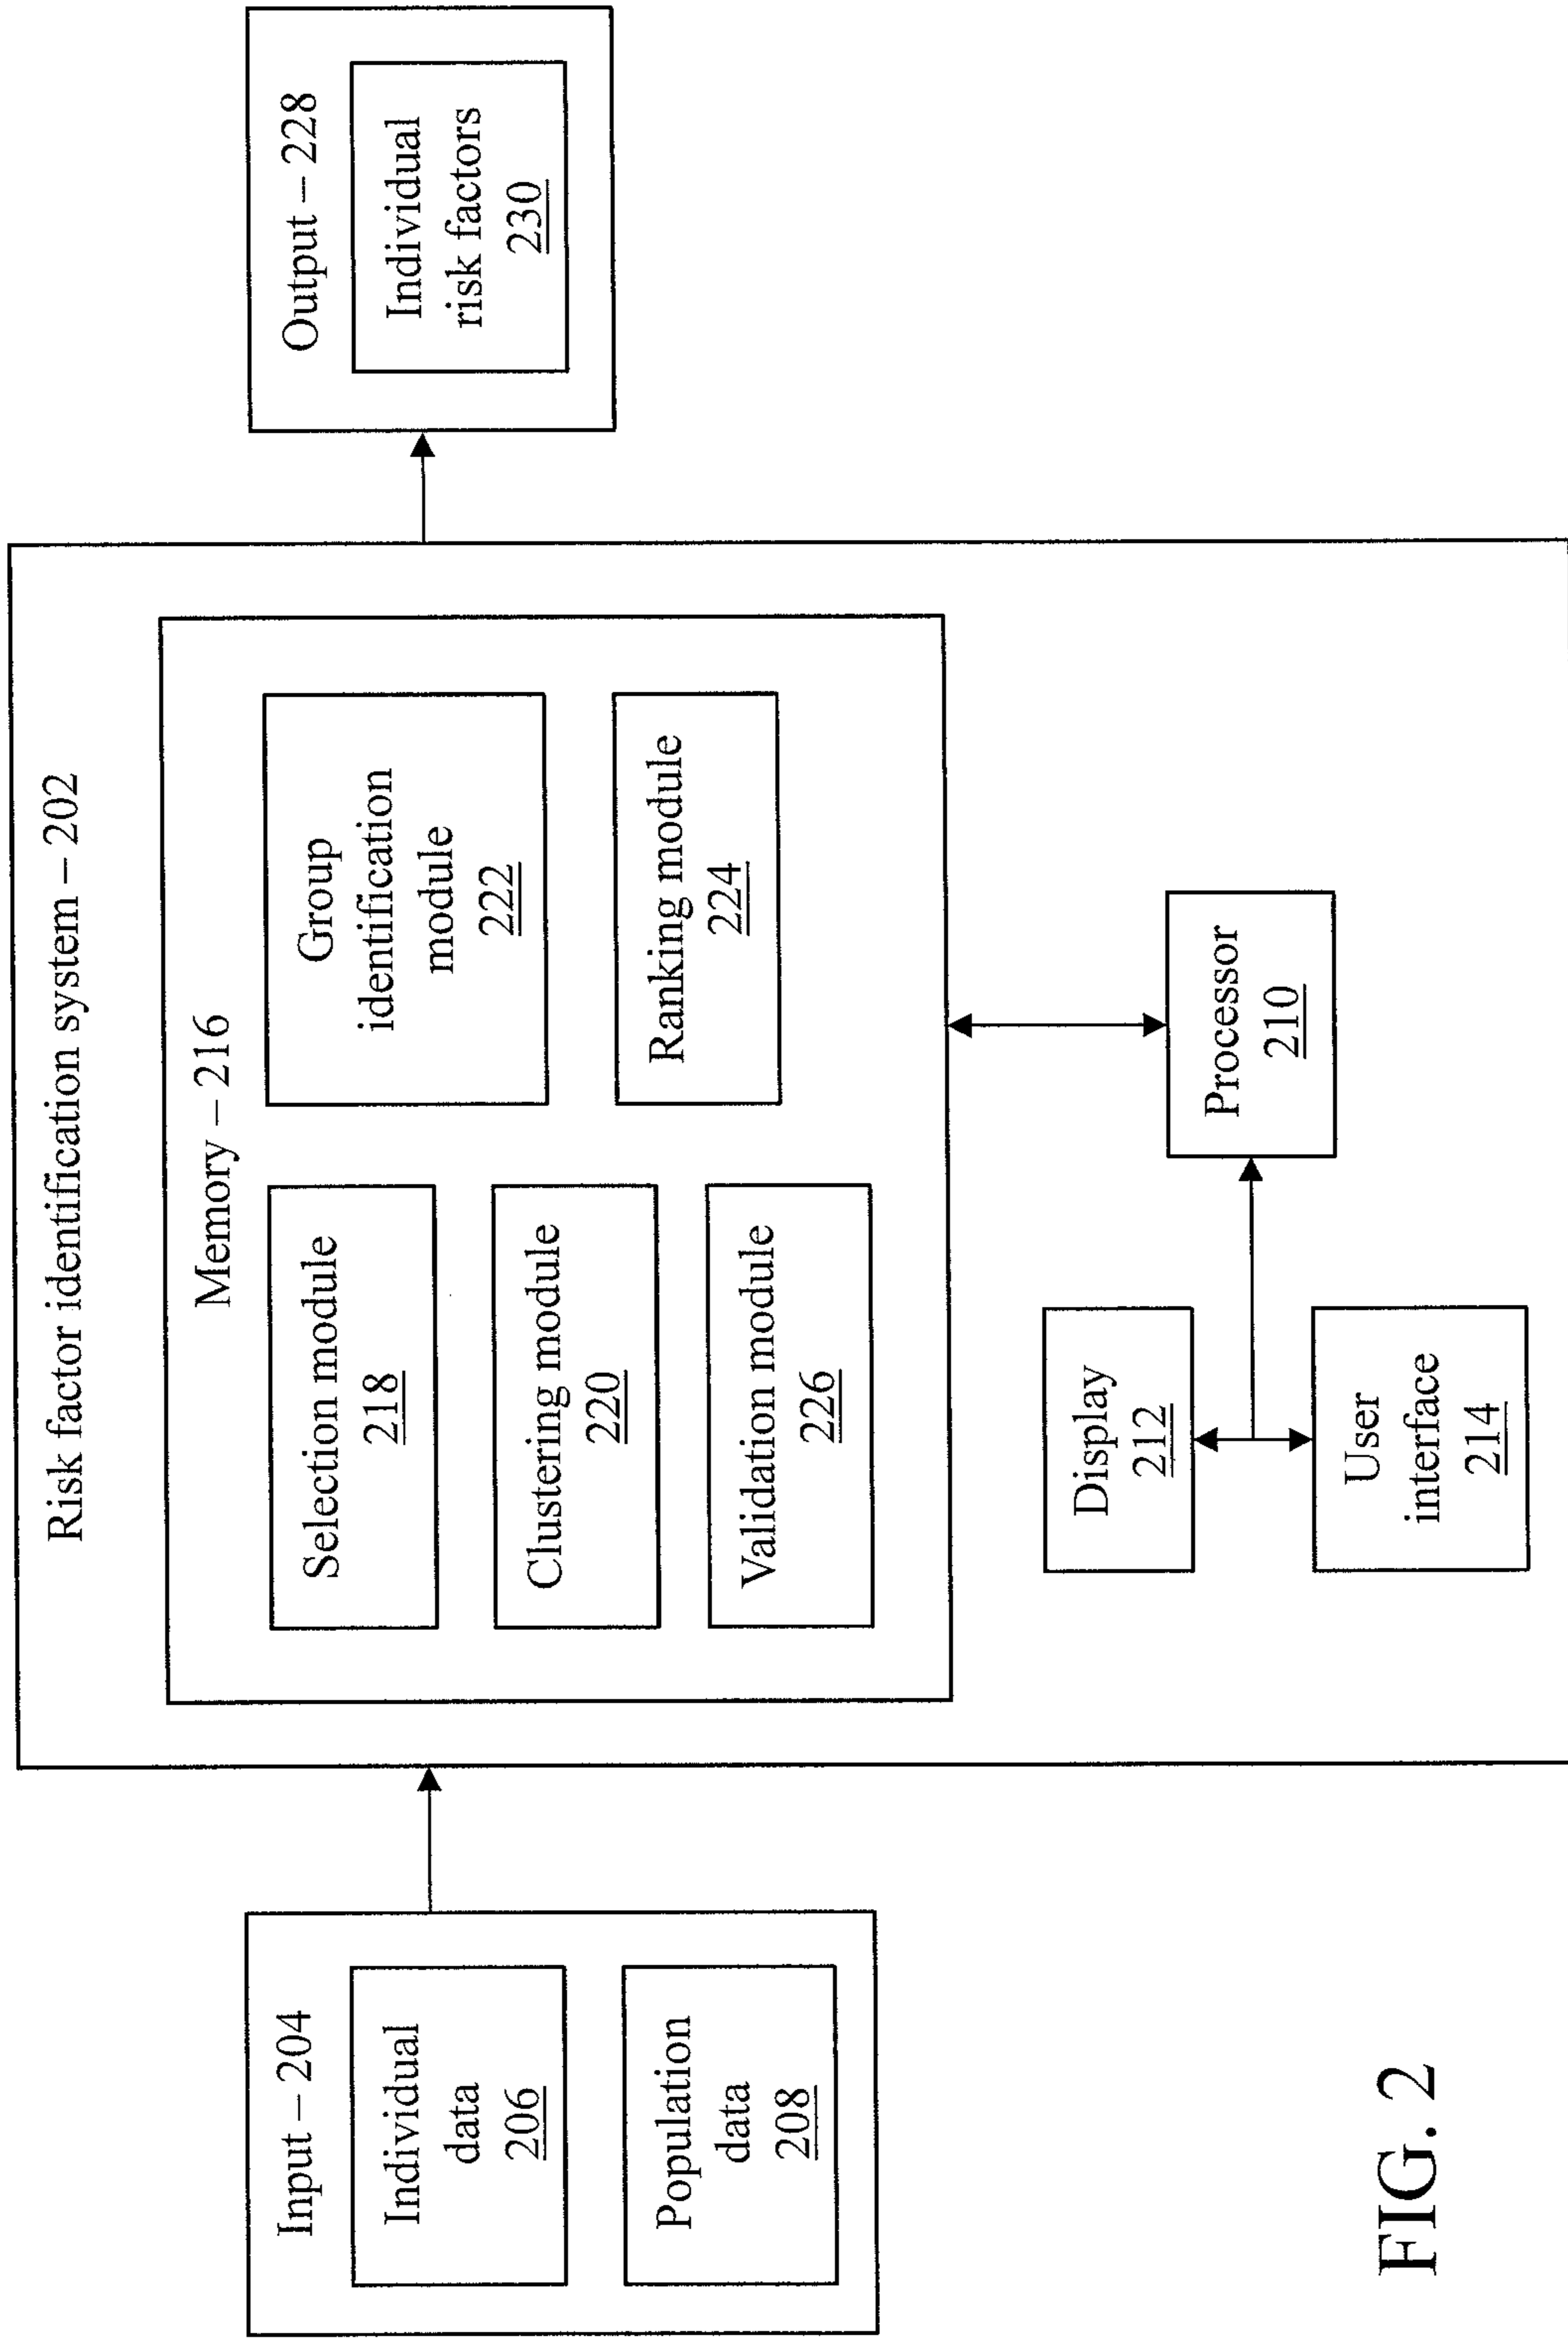 Risk factor identification system – 202
Input – 204
Individual
data
206
Population
data
208
Memory – 216
Selection module
218
Clustering module
220
Validation module
226
Group
identification
module
222
Ranking module
224
Display
212
User
interface
214
Processor
210
Output – 228
Individual
risk factors
230
FIG. 2